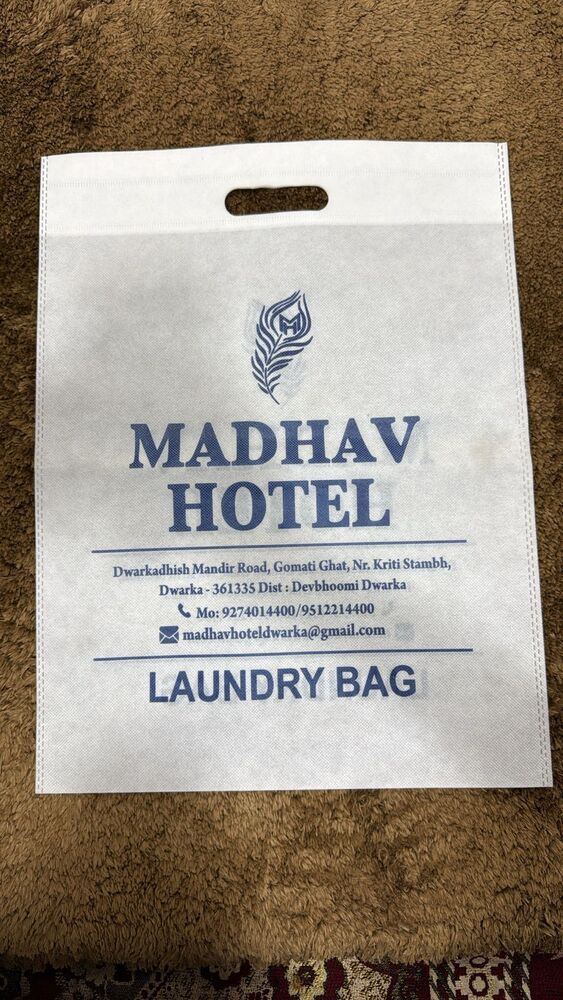 M
MADHAV
HOTEL
Dwarkadhish Mandir Road, Gomati Ghat, Nr. Kriti Stambh,
Dwarka - 361335 Dist : Devbhoomi Dwarka
Mo: 9274014400/9512214400
madhavhoteldwarka@gmail.com
LAUNDRY BAG